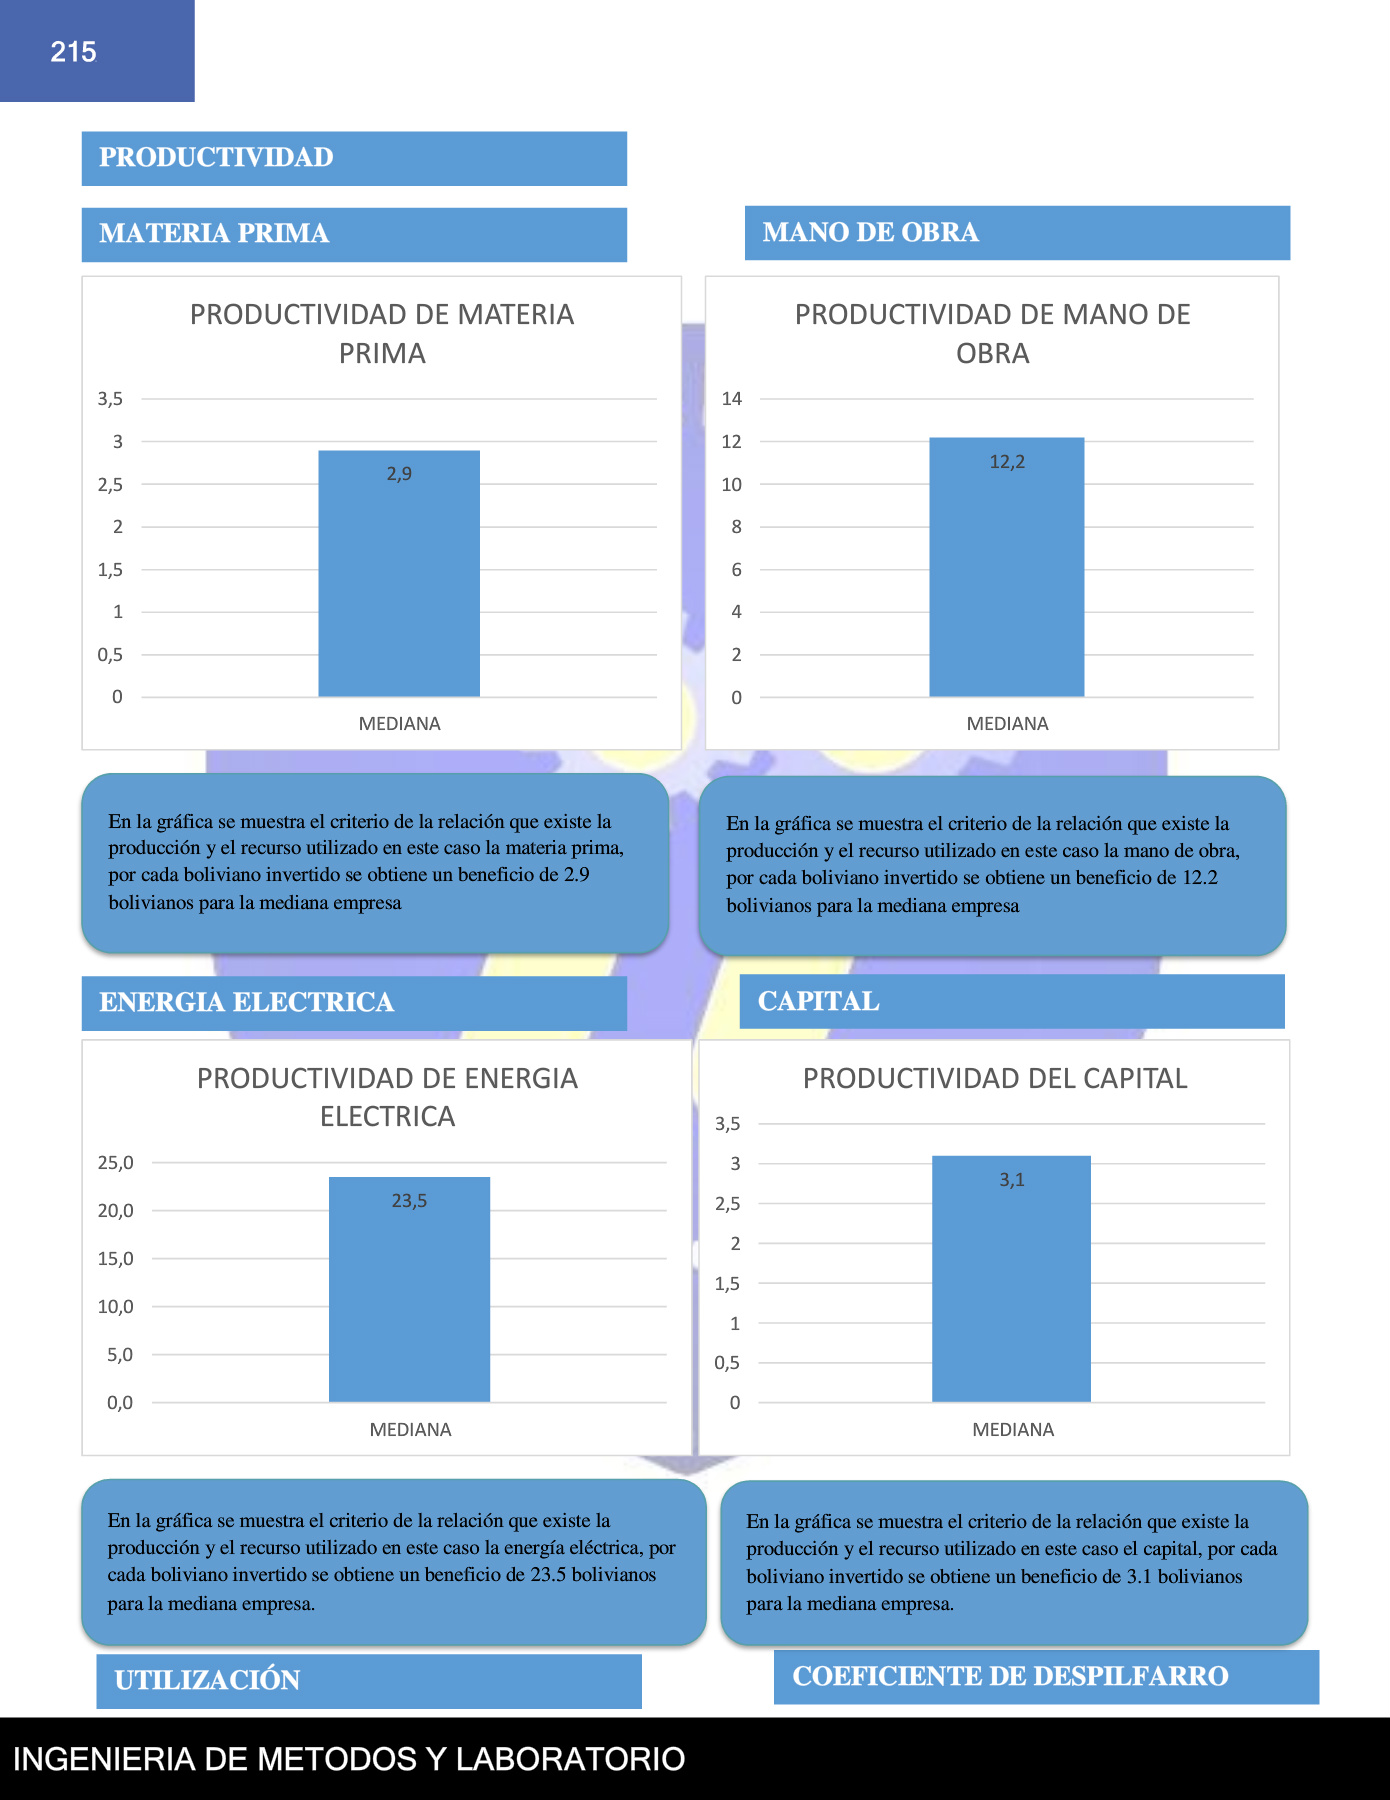 215
PRODUCTIVIDAD
MATERIA PRIMA
MANO DE OBRA
PRODUCTIVIDAD DE MATERIA
PRIMA
3,5
3
2,5
2
1,5
1
0,5
0
2,9
MEDIANA
PRODUCTIVIDAD DE MANO DE
OBRA
14
12
10
8
6
4
2
0
12,2
MEDIANA
En la gráfica se muestra el criterio de la relación que existe la
producción y el recurso utilizado en este caso la materia prima,
por cada boliviano invertido se obtiene un beneficio de 2.9
bolivianos para la mediana empresa
En la gráfica se muestra el criterio de la relación que existe la
producción y el recurso utilizado en este caso la mano de obra,
por cada boliviano invertido se obtiene un beneficio de 12.2
bolivianos para la mediana empresa
ENERGIA ELECTRICA
CAPITAL
PRODUCTIVIDAD DE ENERGIA
ELECTRICA
25,0
20,0
15,0
10,0
5,0
0,0
23,5
MEDIANA
PRODUCTIVIDAD DEL CAPITAL
3,5
3
2,5
2
1,5
1
0,5
0
3,1
MEDIANA
En la gráfica se muestra el criterio de la relación que existe la
producción y el recurso utilizado en este caso la energía eléctrica, por
cada boliviano invertido se obtiene un beneficio de 23.5 bolivianos
para la mediana empresa.
En la gráfica se muestra el criterio de la relación que existe la
producción y el recurso utilizado en este caso el capital, por cada
boliviano invertido se obtiene un beneficio de 3.1 bolivianos
para la mediana empresa.
UTILIZACIÓN
COEFICIENTE DE DESPILFARRO
INGENIERIA DE METODOS Y LABORATORIO